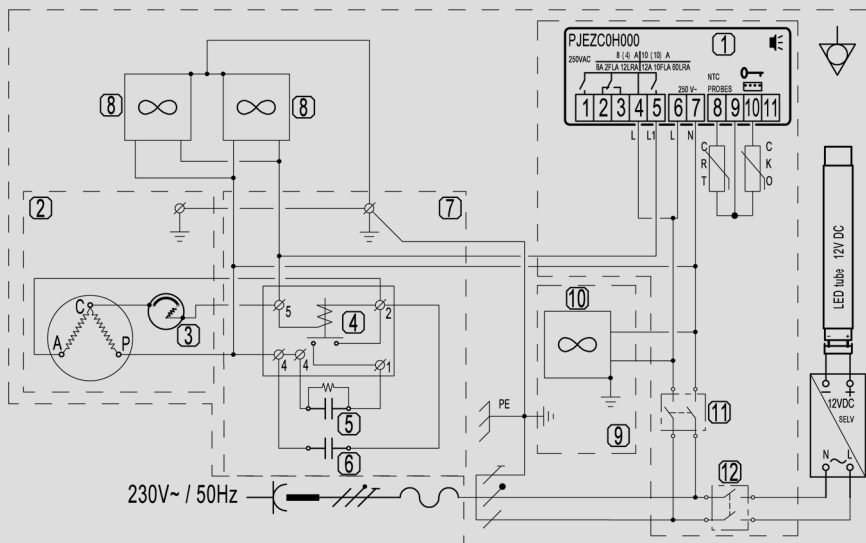 PJEZC0H000
1
250VAC
8 (4) A 10 (10) A
8A 2FLA 12LRA 12A 10FLA 60LRA
250 V~
NTC
PROBES
1 2 3 4 5 6 7 8 9 10 11
L L1 L N
C
R
T
C
K
O
8
8
2
7
C
A
P
3
5
4
2
4
4
1
5
6
10
9
PE
11
12
LED tube 12V DC
- +
12VDC
SELV
N L
230V~ / 50Hz